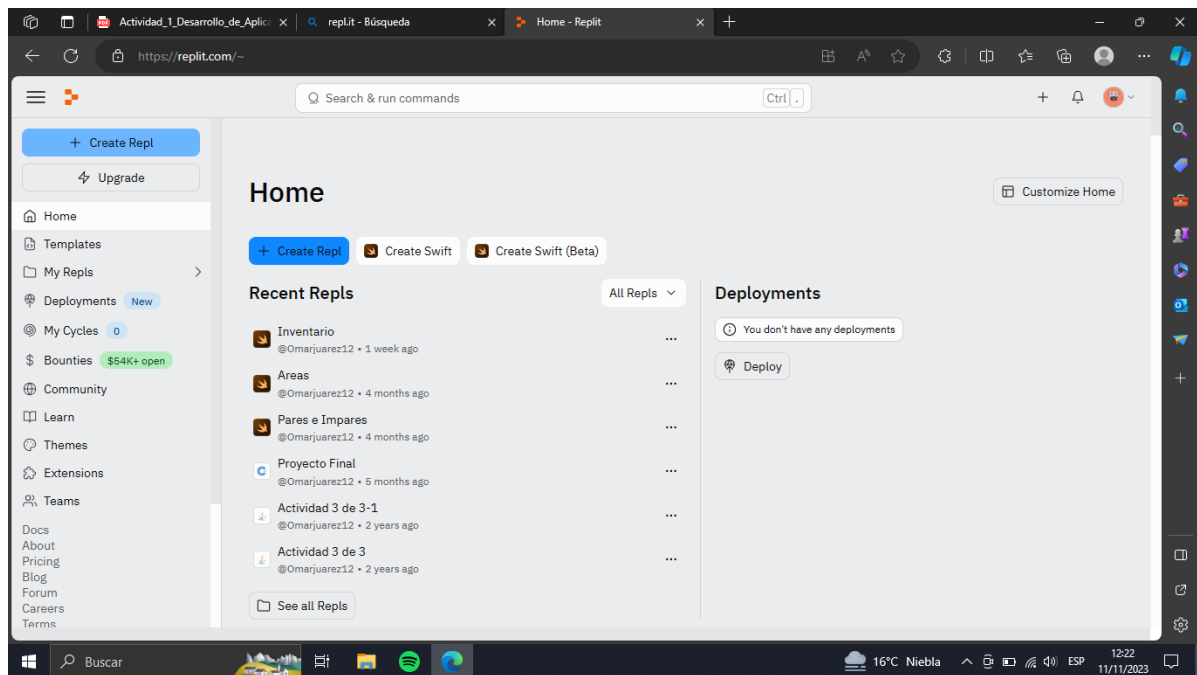 Actividad_1_Desarrollo_de_Aplica
repl.it - Búsqueda
Home - Replit
https://replit.com/~
Search & run commands
Ctrl .
+ Create Repl
Upgrade
Home
Templates
My Repls
Deployments New
My Cycles 0
$ Bounties $54K+ open
Community
Learn
Themes
Extensions
Teams
Docs
About
Pricing
Blog
Forum
Careers
Terms
Home
Customize Home
+ Create Repl
Create Swift
Create Swift (Beta)
Recent Repls
All Repls
Inventario
@Omarjuarez12 • 1 week ago
Areas
@Omarjuarez12 • 4 months ago
Pares e Impares
@Omarjuarez12 • 4 months ago
Proyecto Final
@Omarjuarez12 • 5 months ago
Actividad 3 de 3-1
@Omarjuarez12 • 2 years ago
Actividad 3 de 3
@Omarjuarez12 • 2 years ago
See all Repls
Deployments
You don't have any deployments
Deploy
Buscar
16°C Niebla
ESP
12:22
11/11/2023